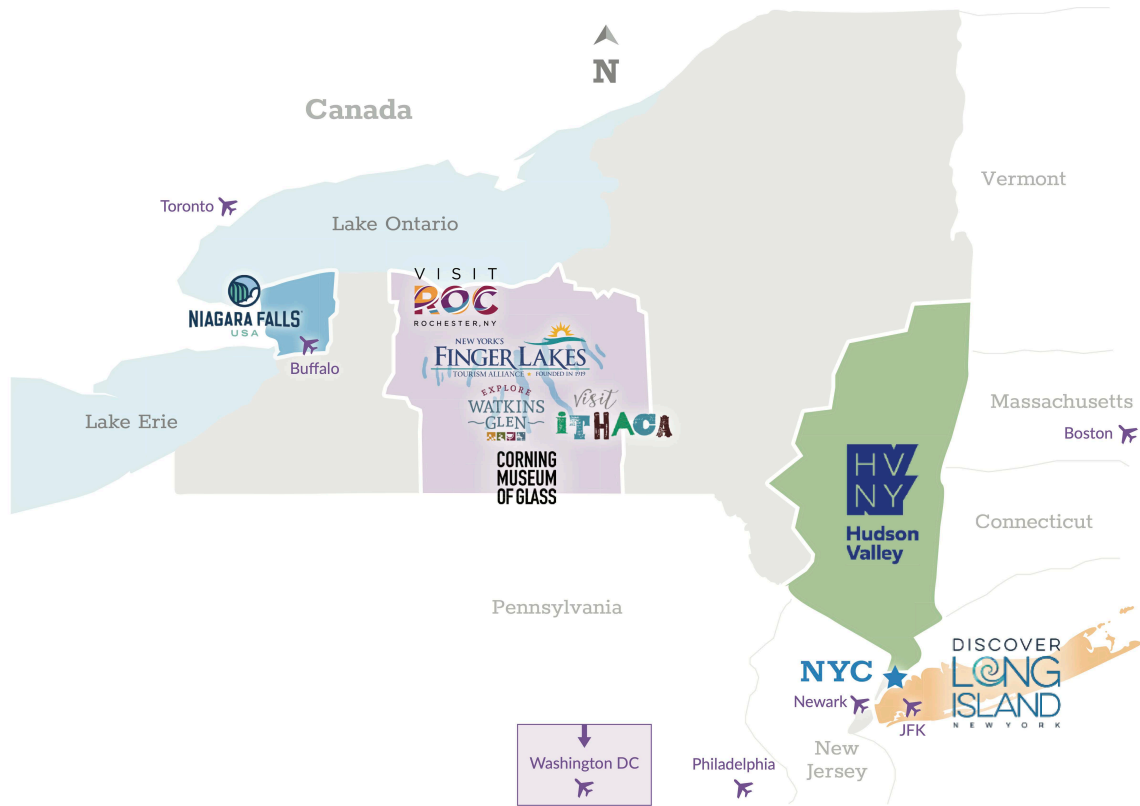 N
Canada
Vermont
Toronto
Lake Ontario
VISIT
ROC
ROCHESTER, NY
NIAGARA FALLS
USA
Buffalo
NEW YORK'S
FINGER LAKES
TOURISM ALLIANCE ★ FOUNDED IN 1919
EXPLORE
WATKINS
GLEN
visit
ITHACA
Lake Erie
Massachusetts
Boston
CORNING
MUSEUM
OF GLASS
HV
NY
Hudson
Valley
Connecticut
Pennsylvania
DISCOVER
LONG
ISLAND
NEW YORK
NYC
Newark
JFK
New
Jersey
Washington DC
Philadelphia